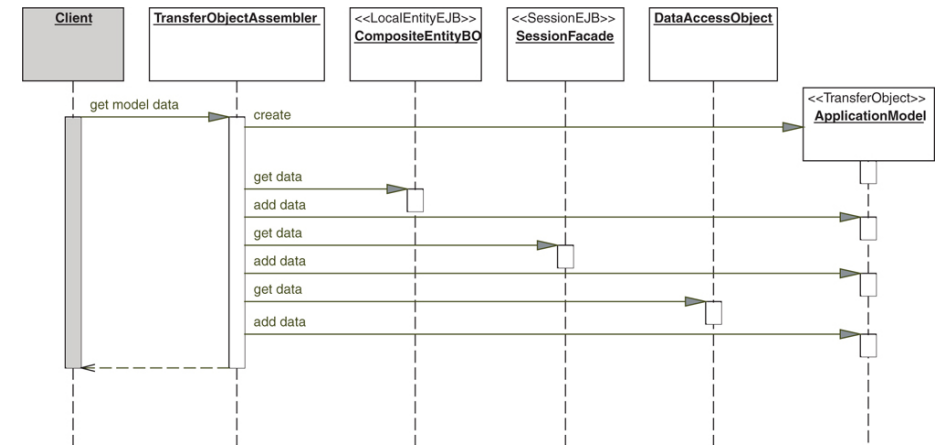 Client
TransferObjectAssembler
<<LocalEntityEJB>>
CompositeEntityBO
<<SessionEJB>>
SessionFacade
DataAccessObject
<<TransferObject>>
ApplicationModel
get model data
create
get data
add data
get data
add data
get data
add data